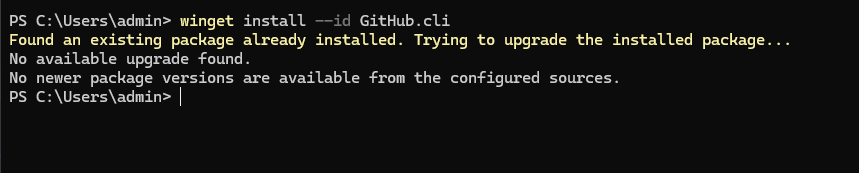 PS C:\Users\admin> winget install --id GitHub.cli
Found an existing package already installed. Trying to upgrade the installed package...
No available upgrade found.
No newer package versions are available from the configured sources.
PS C:\Users\admin>